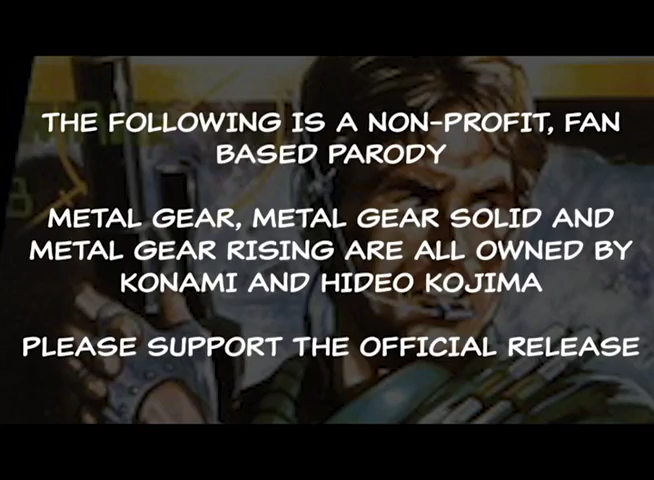 THE FOLLOWING IS A NON-PROFIT, FAN
BASED PARODY
METAL GEAR, METAL GEAR SOLID AND
METAL GEAR RISING ARE ALL OWNED BY
KONAMI AND HIDEO KOJIMA
PLEASE SUPPORT THE OFFICIAL RELEASE